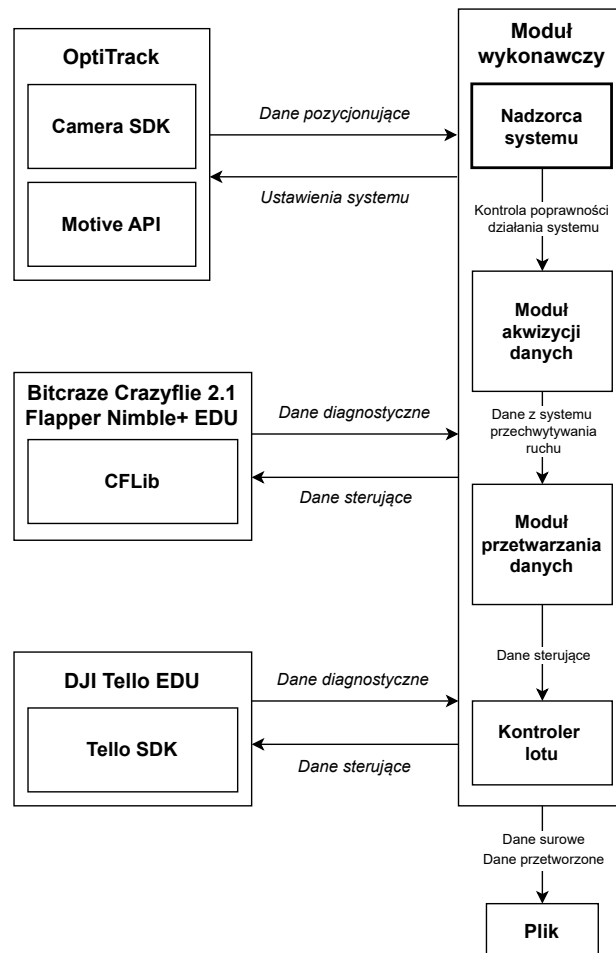 OptiTrack
Camera SDK
Motive API
Dane pozycjonujące
Ustawienia systemu
Moduł
wykonawczy
Nadzorca
systemu
Kontrola poprawności
działania systemu
Moduł
akwizycji
danych
Bitcraze Crazyflie 2.1
Flapper Nimble+ EDU
CFLib
Dane diagnostyczne
Dane sterujące
Dane z systemu
przechwytywania
ruchu
Moduł
przetwarzania
danych
Dane sterujące
DJI Tello EDU
Tello SDK
Dane diagnostyczne
Dane sterujące
Kontroler
lotu
Dane surowe
Dane przetworzone
Plik